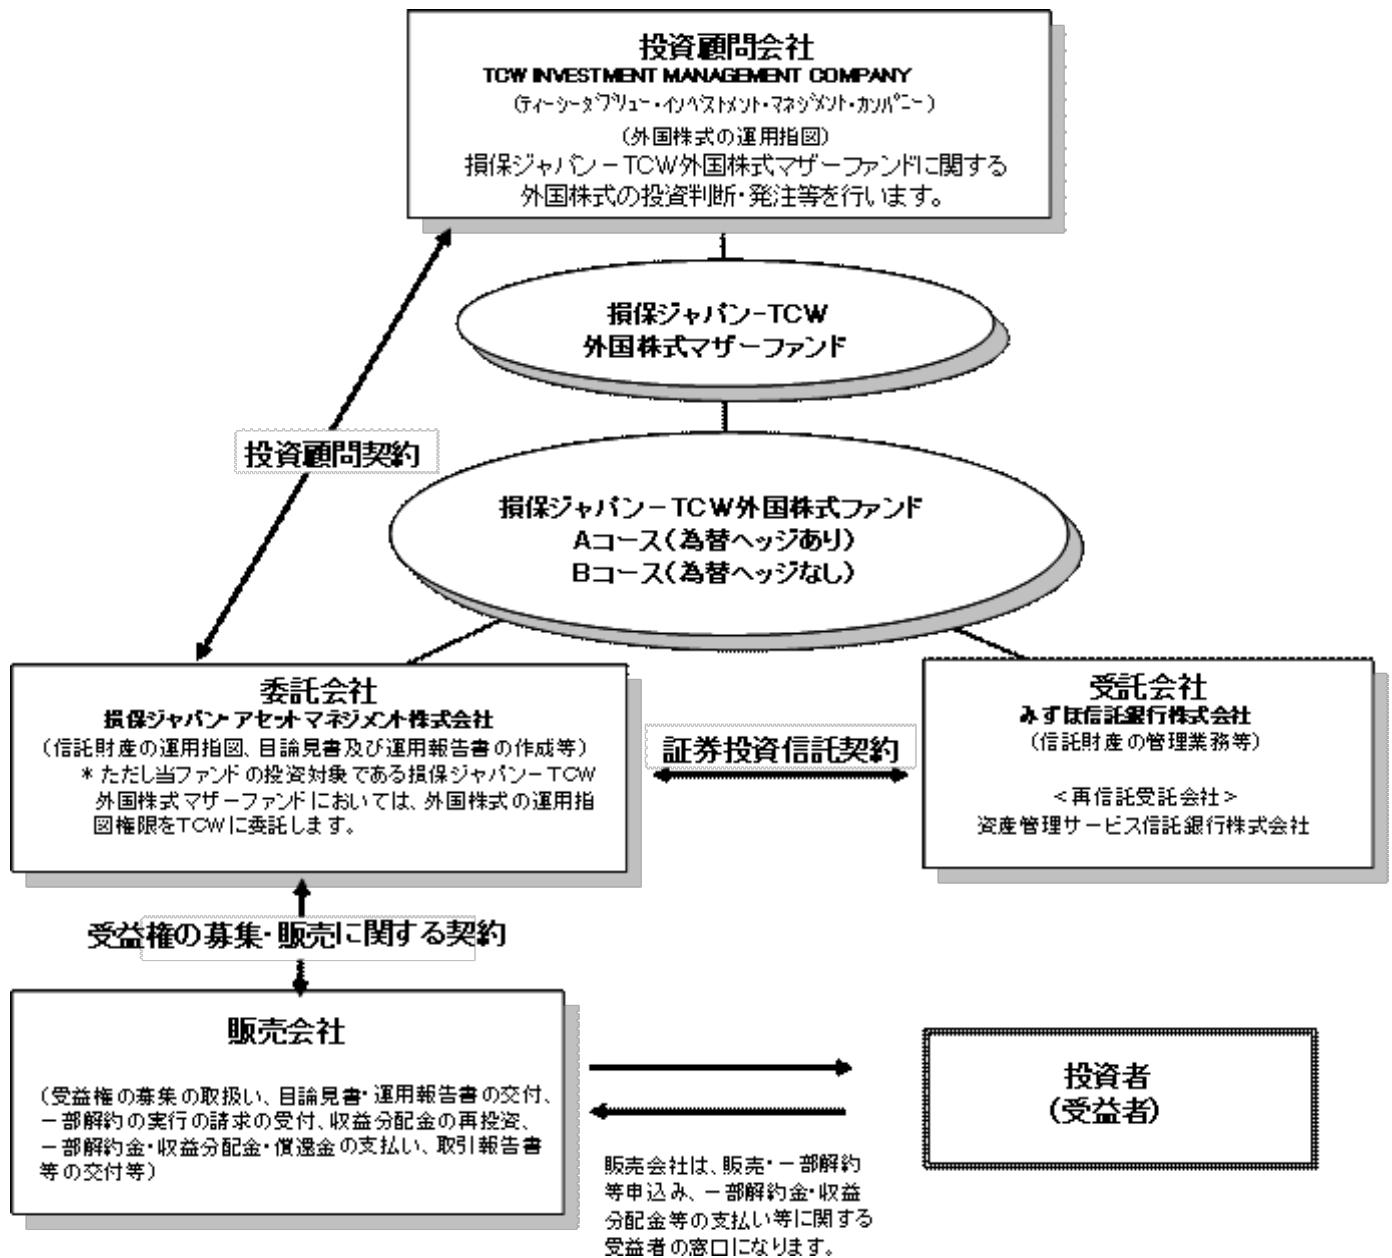 投資顧問会社
TCW INVESTMENT MANAGEMENT COMPANY
(ティーシーダブリュー・インベストメント・マネジメント・カンパニー)
(外国株式の運用指図)
損保ジャパン－TCW外国株式マザーファンドに関する
外国株式の投資判断・発注等を行います。
損保ジャパン－TCW
外国株式マザーファンド
投資顧問契約
損保ジャパン－TCW外国株式ファンド
Aコース(為替ヘッジあり)
Bコース(為替ヘッジなし)
委託会社
損保ジャパン・アセットマネジメント株式会社
(信託財産の運用指図、目論見書及び運用報告書の作成等)
＊ただし当ファンドの投資対象である損保ジャパン－TCW
外国株式マザーファンドにおいては、外国株式の運用指
図権限をTCWに委託します。
証券投資信託契約
受託会社
みずほ信託銀行株式会社
(信託財産の管理業務等)
＜再信託受託会社＞
資産管理サービス信託銀行株式会社
受益権の募集・販売に関する契約
販売会社
(受益権の募集の取扱い、目論見書・運用報告書の交付、
一部解約の実行の請求の受付、収益分配金の再投資、
一部解約金・収益分配金・償還金の支払い、取引報告書
等の交付等)
投資者
(受益者)
販売会社は、販売・一部解約
等申込み、一部解約金・収益
分配金等の支払い等に関する
受益者の窓口になります。